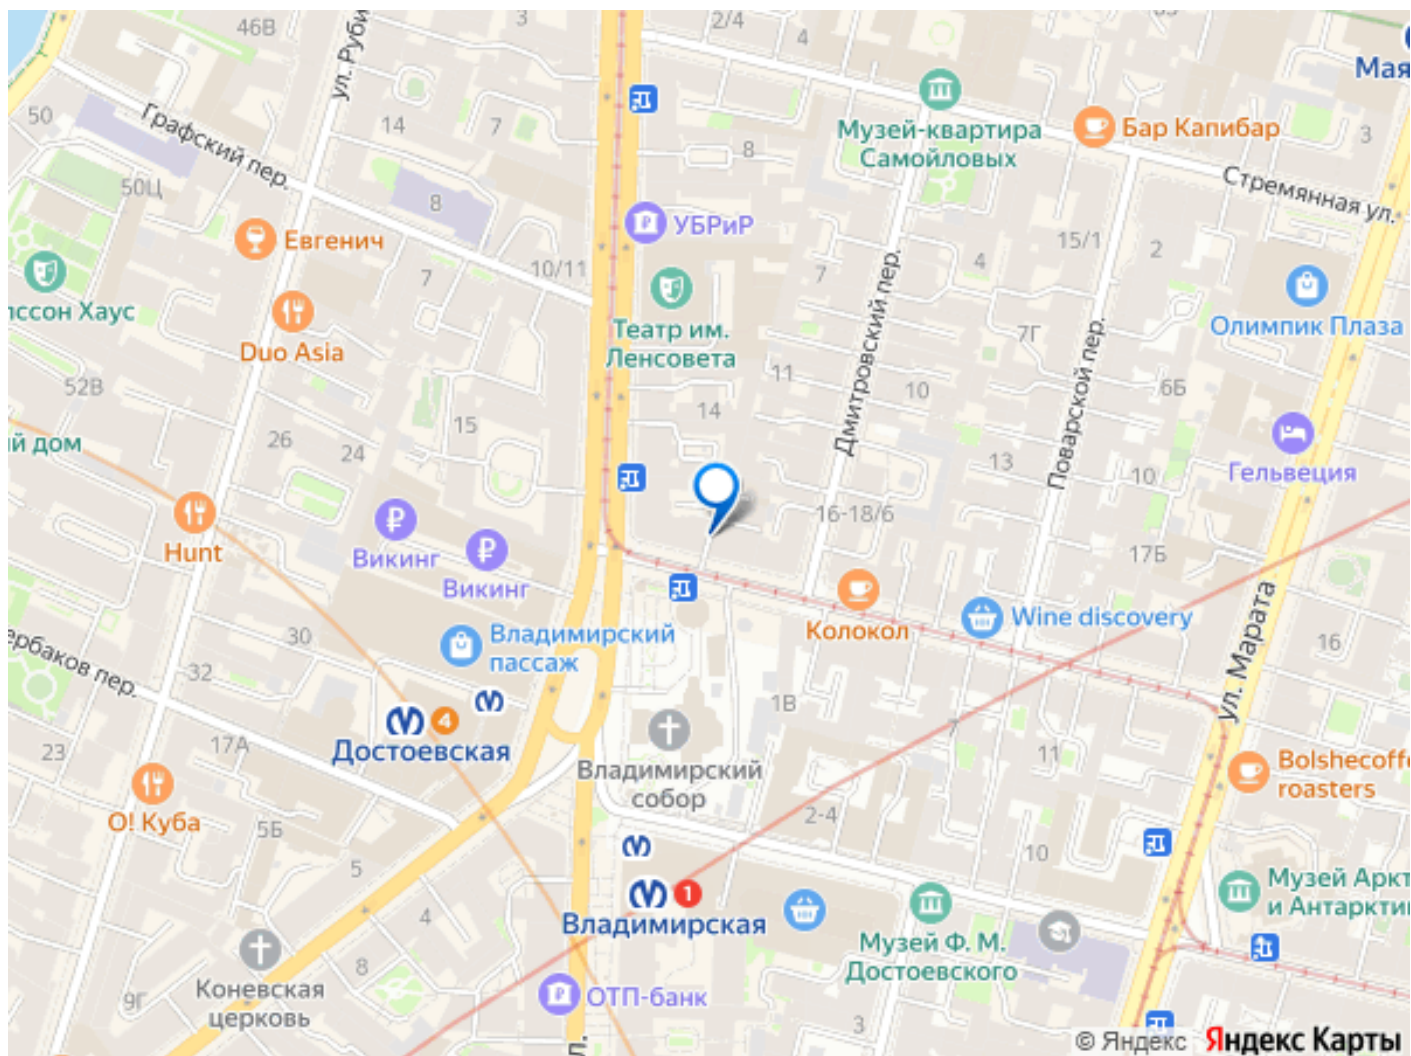 46В
ул. Руби
3
2/4
4
Мая
50
Графский пер.
14
7
8
Музей-квартира
Самойловых
Бар Капибар
3
50Ц
8
Стремянная ул.
УБРиР
Евгенич
15/1
2
10/11
7
7
4
лссон Хаус
Театр им.
Ленсовета
Олимпик Плаза
7Г
Duo Asia
Дмитровский пер.
Поварской пер.
52В
11
10
6Б
14
15
26
24
й дом
13
10
Гельвеция
16-18/6
Hunt
Викинг
Викинг
17Б
ербаков пер.
30
32
Владимирский
пассаж
Колокол
Wine discovery
ул. Марата
16
4
Достоевская
1В
7
11
23
17А
Владимирский
собор
Bolshecoffe
roasters
О! Куба
5Б
2-4
5
10
1
Владимирская
Музей Аркт
и Антаркти
4
Музей Ф. М.
Достоевского
8
Коневская
церковь
9Г
ОТП-банк
3
л.
© Яндекс Яндекс Карты